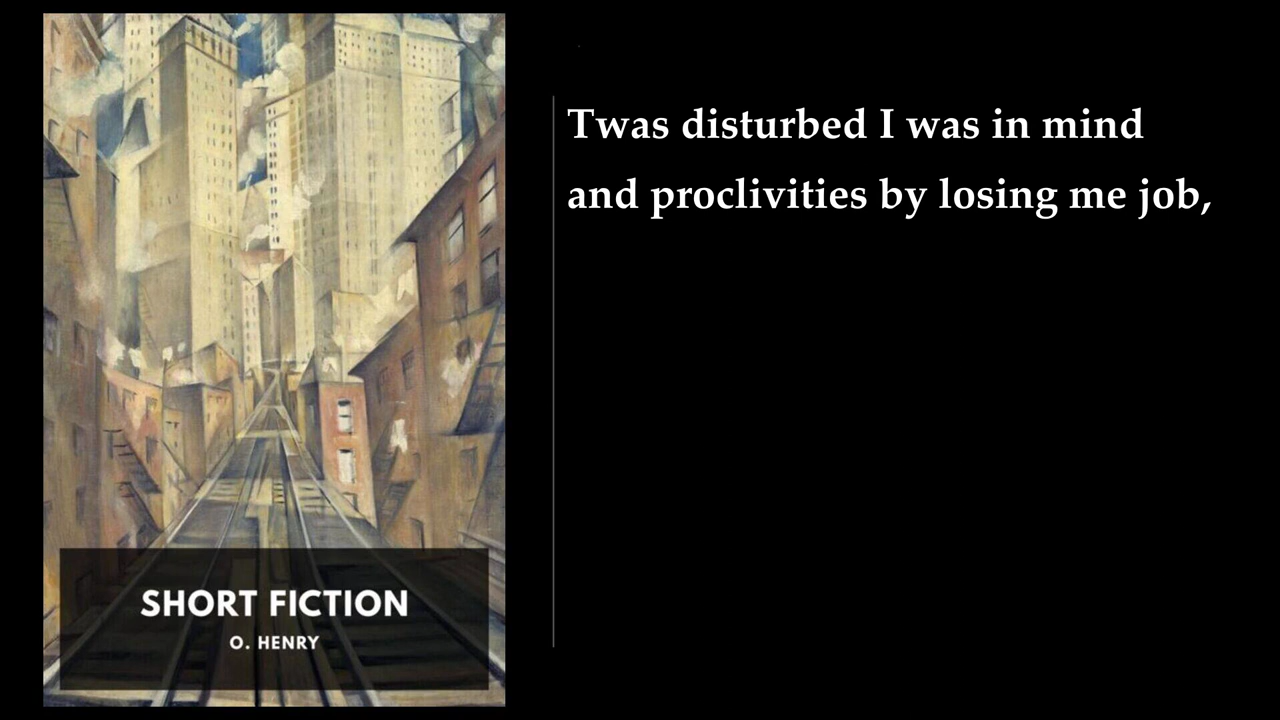 Twas disturbed I was in mind
and proclivities by losing me job,
SHORT FICTION
O. HENRY